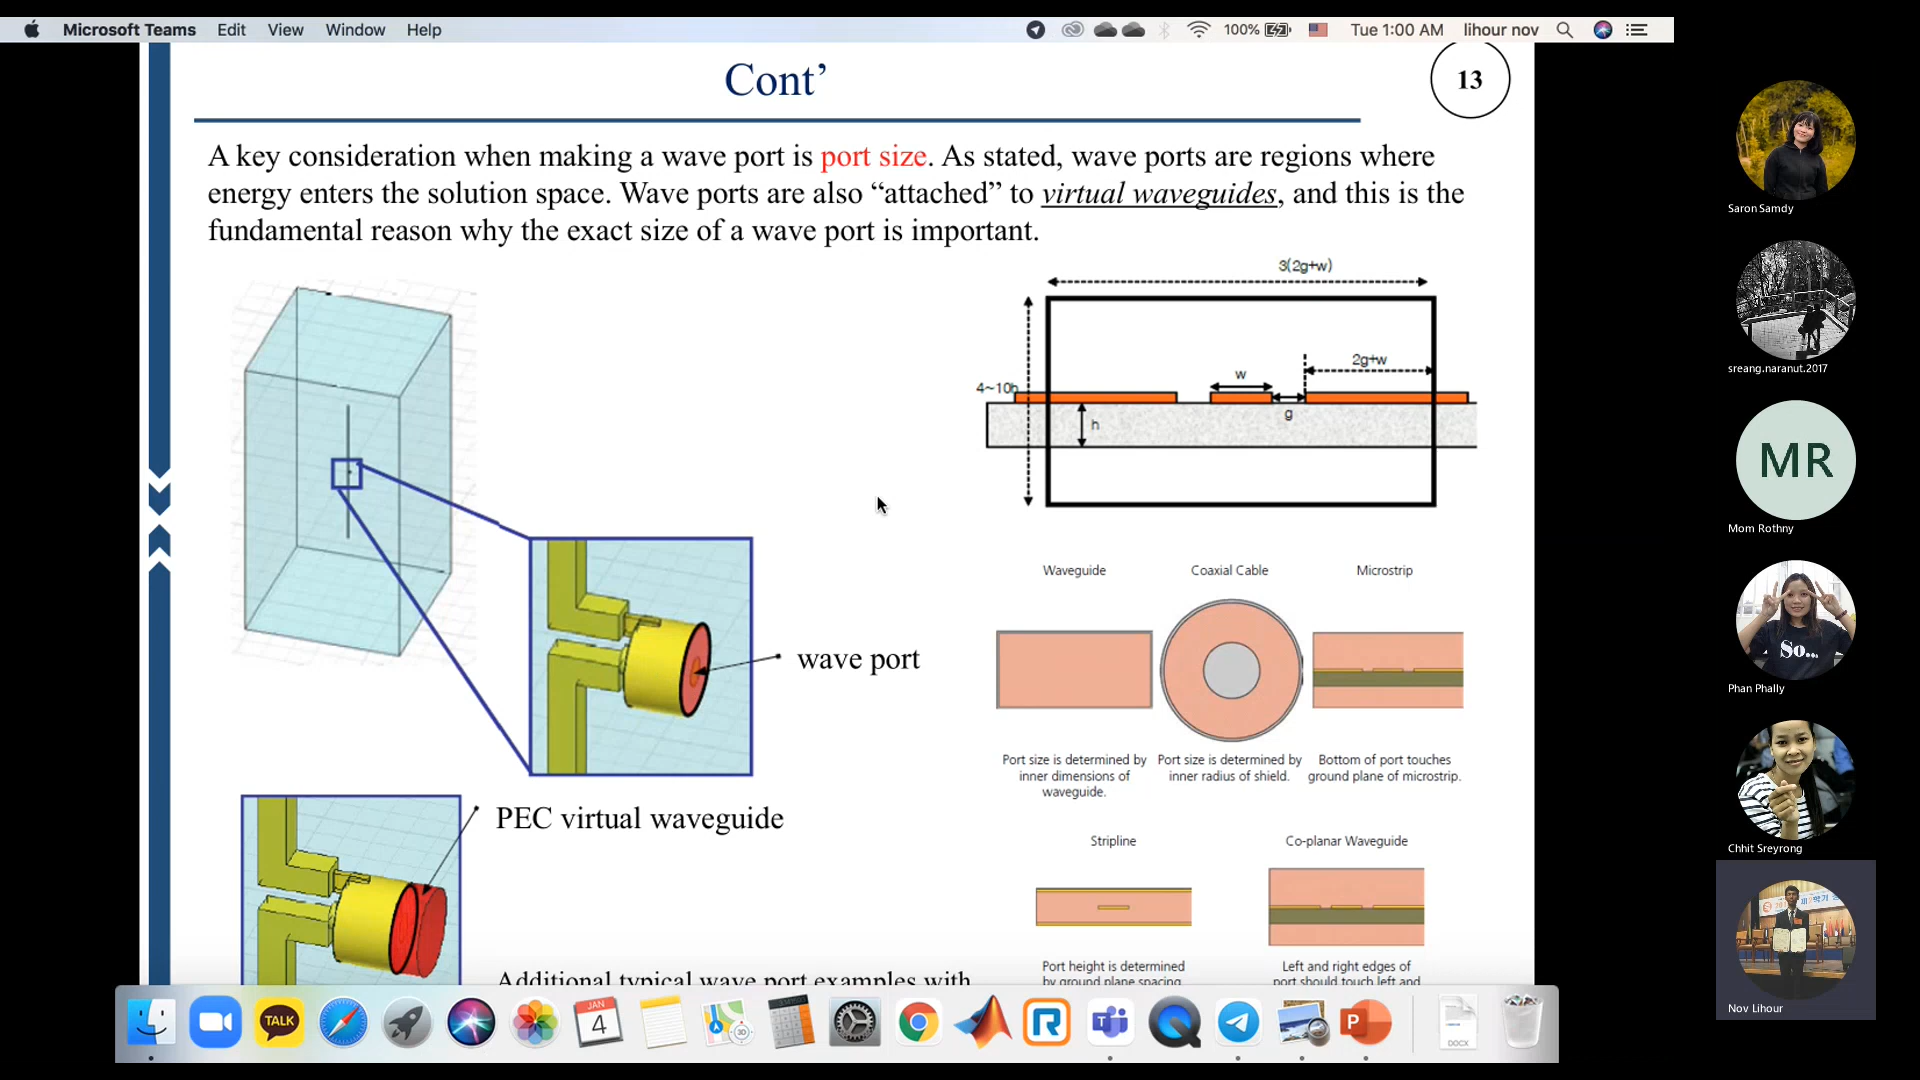 Microsoft Teams Edit View Window Help
100% Tue 1:00 AM lihour nov
Cont’
13
A key consideration when making a wave port is port size. As stated, wave ports are regions where
energy enters the solution space. Wave ports are also “attached” to virtual waveguides, and this is the
fundamental reason why the exact size of a wave port is important.
3(2g+w)
2g+w
w
4~10h
g
h
Waveguide Coaxial Cable Microstrip
wave port
Port size is determined by
inner dimensions of
waveguide.
Port size is determined by
inner radius of shield.
Bottom of port touches
ground plane of microstrip.
PEC virtual waveguide
Stripline Co-planar Waveguide
Port height is determined
by ground plane spacing
Left and right edges of
port should touch left and
Additional typical wave port examples with
Saron Samdy
sreang.naranut.2017
MR
Mom Rothny
So...
Phan Phally
Chhit Sreyrong
Nov Lihour
TALK
JAN
4
3D
R
T
P
DOCX